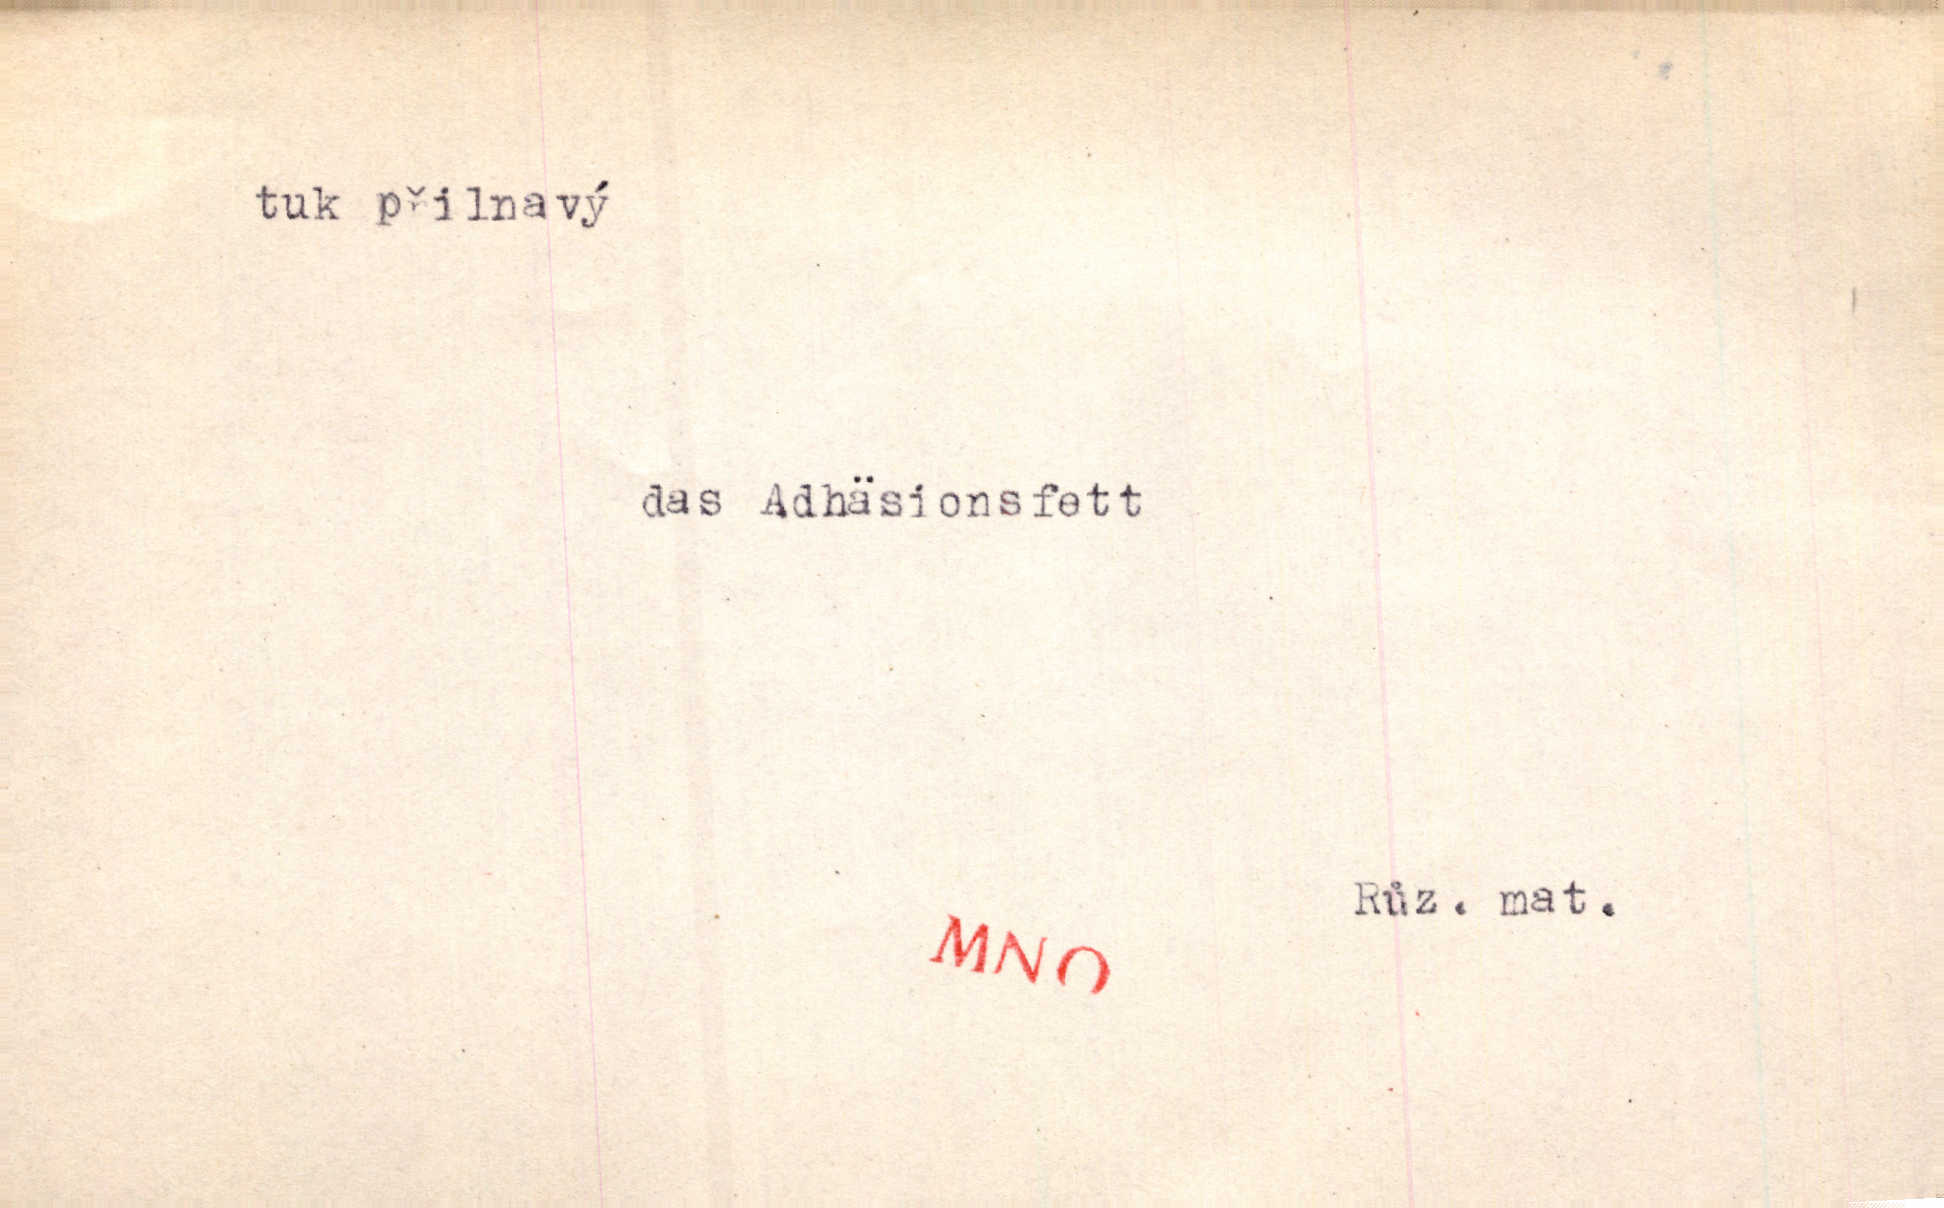 tuk přilnavý
das Adhäsionsfett
Růz. mat.
MNO